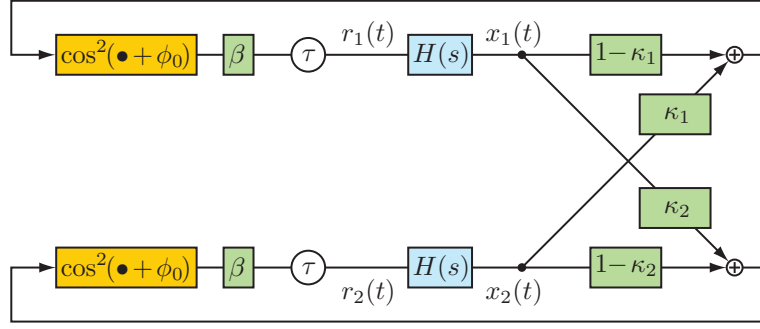 r₁(t) x₁(t)
cos²(• + ϕ₀) β τ H(s) 1−κ₁ +
κ₁
κ₂
cos²(• + ϕ₀) β τ H(s) 1−κ₂ +
r₂(t) x₂(t)